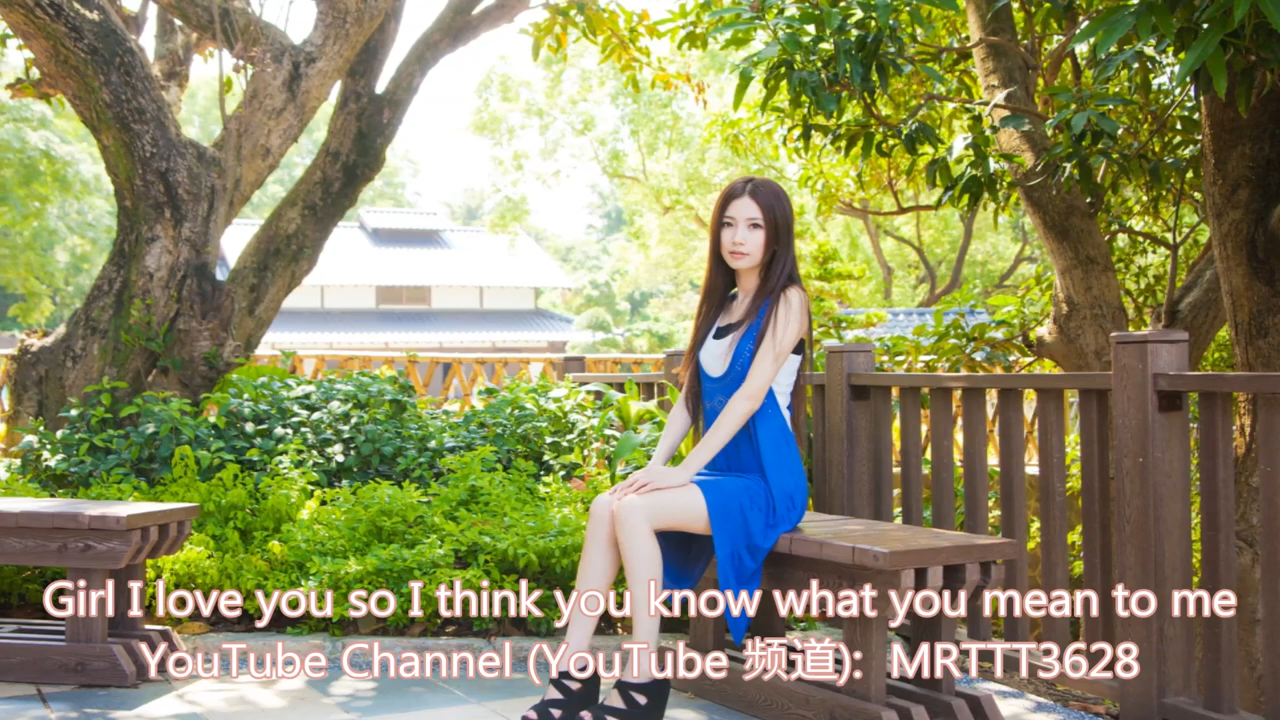 Girl I love you so I think you know what you mean to me
YouTube Channel (YouTube 频道):  MRTTT3628